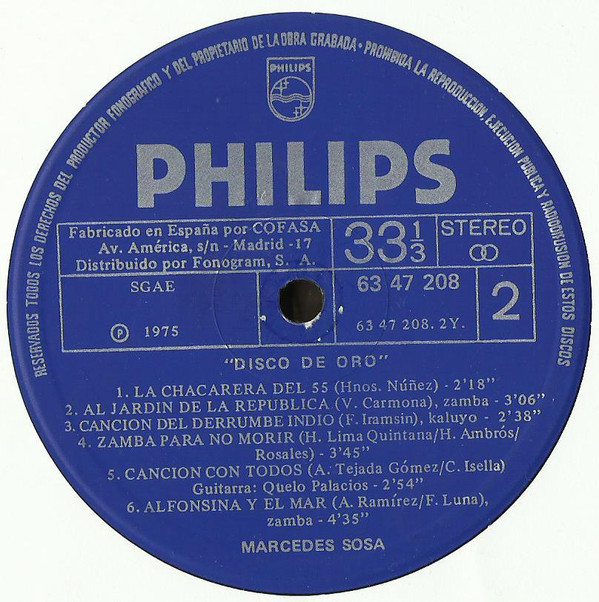 RESERVADOS TODOS LOS DERECHOS DEL PRODUCTOR FONOGRAFICO Y DEL PROPIETARIO DE LA OBRA GRABADA · PROHIBIDA LA REPRODUCCION EJECUCION PUBLICA Y RADIODIFUSION DE ESTOS DISCOS
PHILIPS
PHILIPS
Fabricado en España por COFASA
Av. América, s/n - Madrid -17
Distribuido por Fonogram, S. A.
33 1/3
STEREO
SGAE
℗ 1975
63 47 208
63 47 208. 2Y.
2
"DISCO DE ORO"
1. LA CHACARERA DEL 55 (Hnos. Núñez) - 2'18"
2. AL JARDIN DE LA REPUBLICA (V. Carmona), zamba - 3'06"
3. CANCION DEL DERRUMBE INDIO (F. Iramsin), kaluyo - 2'38"
4. ZAMBA PARA NO MORIR (H. Lima Quintana/H. Ambrós/
Rosales) - 3'45"
5. CANCION CON TODOS (A. Tejada Gómez/C. Isella)
Guitarra: Quelo Palacios - 2'54"
6. ALFONSINA Y EL MAR (A. Ramírez/F. Luna),
zamba - 4'35"
MARCEDES SOSA